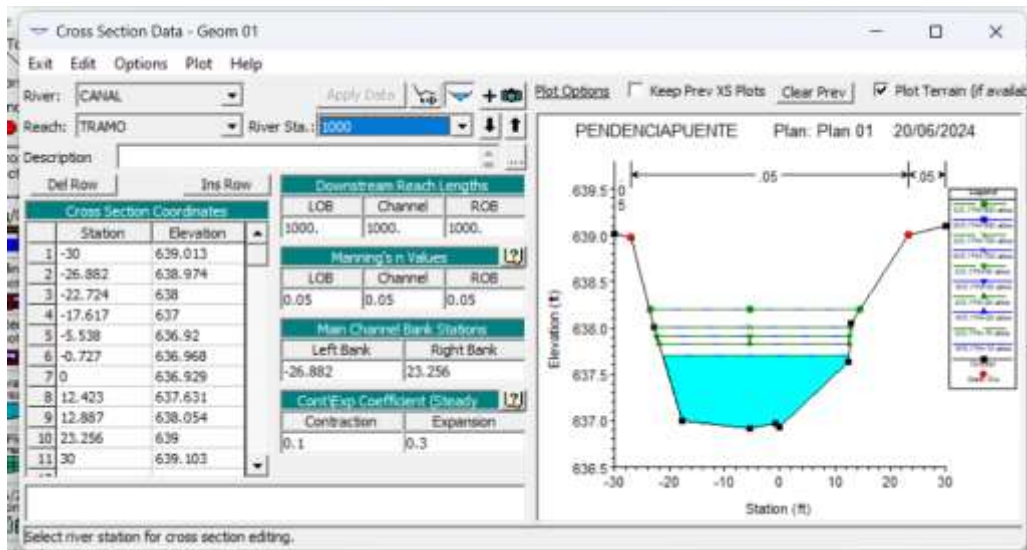 Cross Section Data - Geom 01
Exit Edit Options Plot Help
River: CANAL
Apply Data
Plot Options Keep Prev XS Plots Clear Prev Plot Terrain (if availab
Reach: TRAMO River Sta.: 1000
Description
...
Del Row Ins Row
Cross Section Coordinates
Station Elevation
1 -30 639.013
2 -26.882 638.974
3 -22.724 638
4 -17.617 637
5 -5.538 636.92
6 -0.727 636.968
7 0 636.929
8 12.423 637.631
9 12.887 638.054
10 23.256 639
11 30 639.103
Downstream Reach Lengths
LOB Channel ROB
1000. 1000. 1000.
Manning's n Values
LOB Channel ROB
0.05 0.05 0.05
Main Channel Bank Stations
Left Bank Right Bank
-26.882 23.256
Cont\Exp Coefficient (Steady
Contraction Expansion
0.1 0.3
PENDENCIAPUENTE Plan: Plan 01 20/06/2024
.05 .05
Legend
639.5
639.0
638.5
638.0
637.5
637.0
636.5
Elevation (ft)
-30 -20 -10 0 10 20 30
Station (ft)
Select river station for cross section editing.